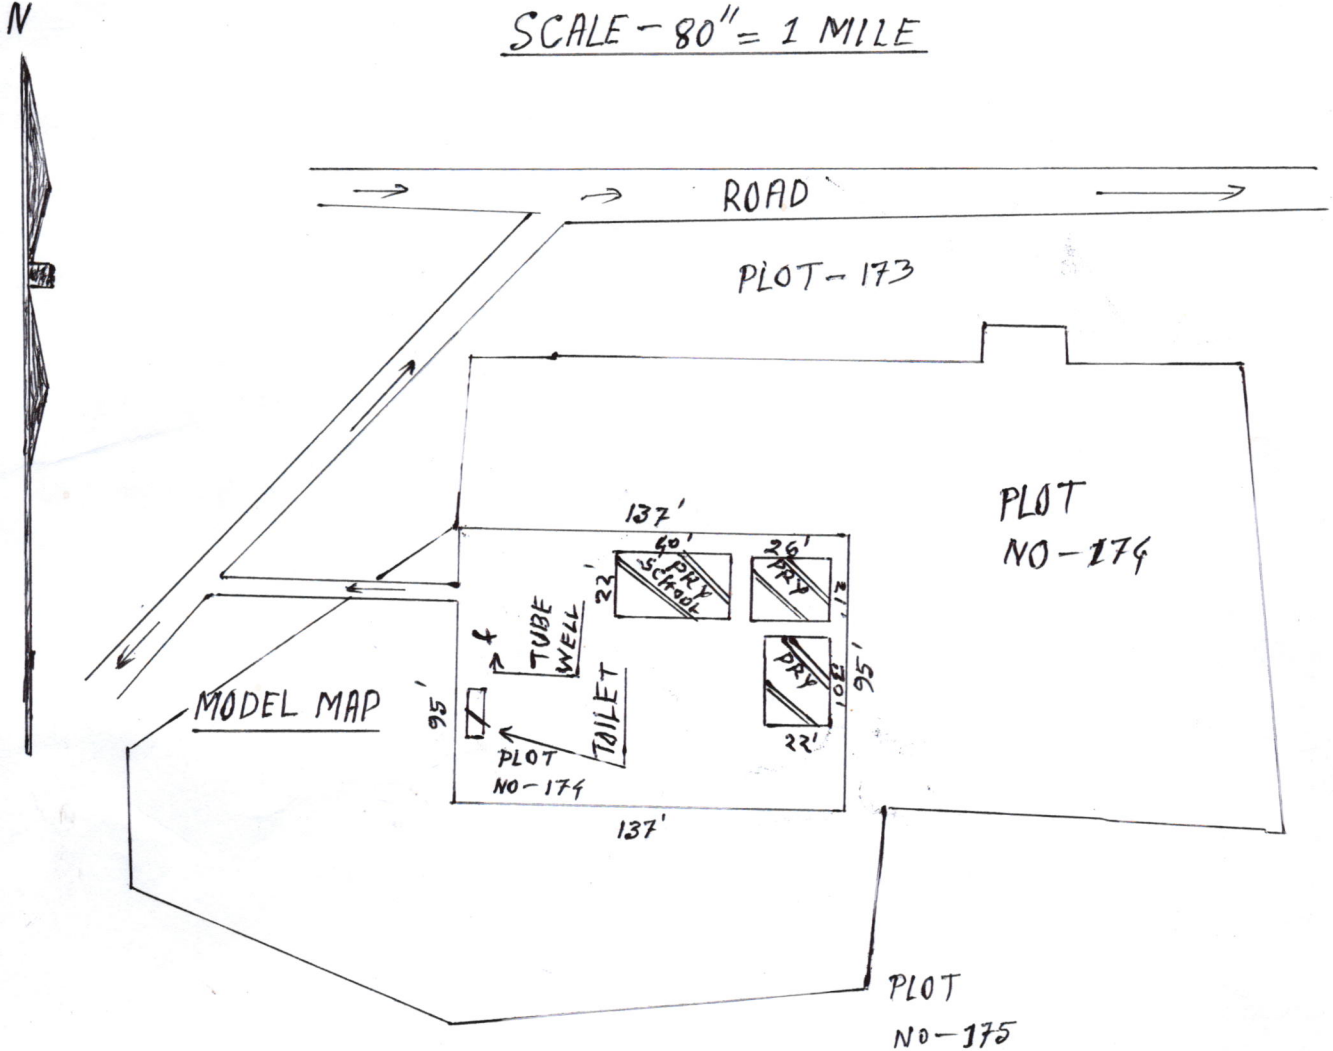 N
SCALE - 80" = 1 MILE
ROAD
PLOT - 173
PLOT
NO - 174
137'
40'
PRY
SCHOOL
22'
26'
PRY
21'
TUBE
WELL
PRY
30'
22'
95'
95'
TOILET
MODEL MAP
PLOT
NO - 174
137'
PLOT
NO - 175